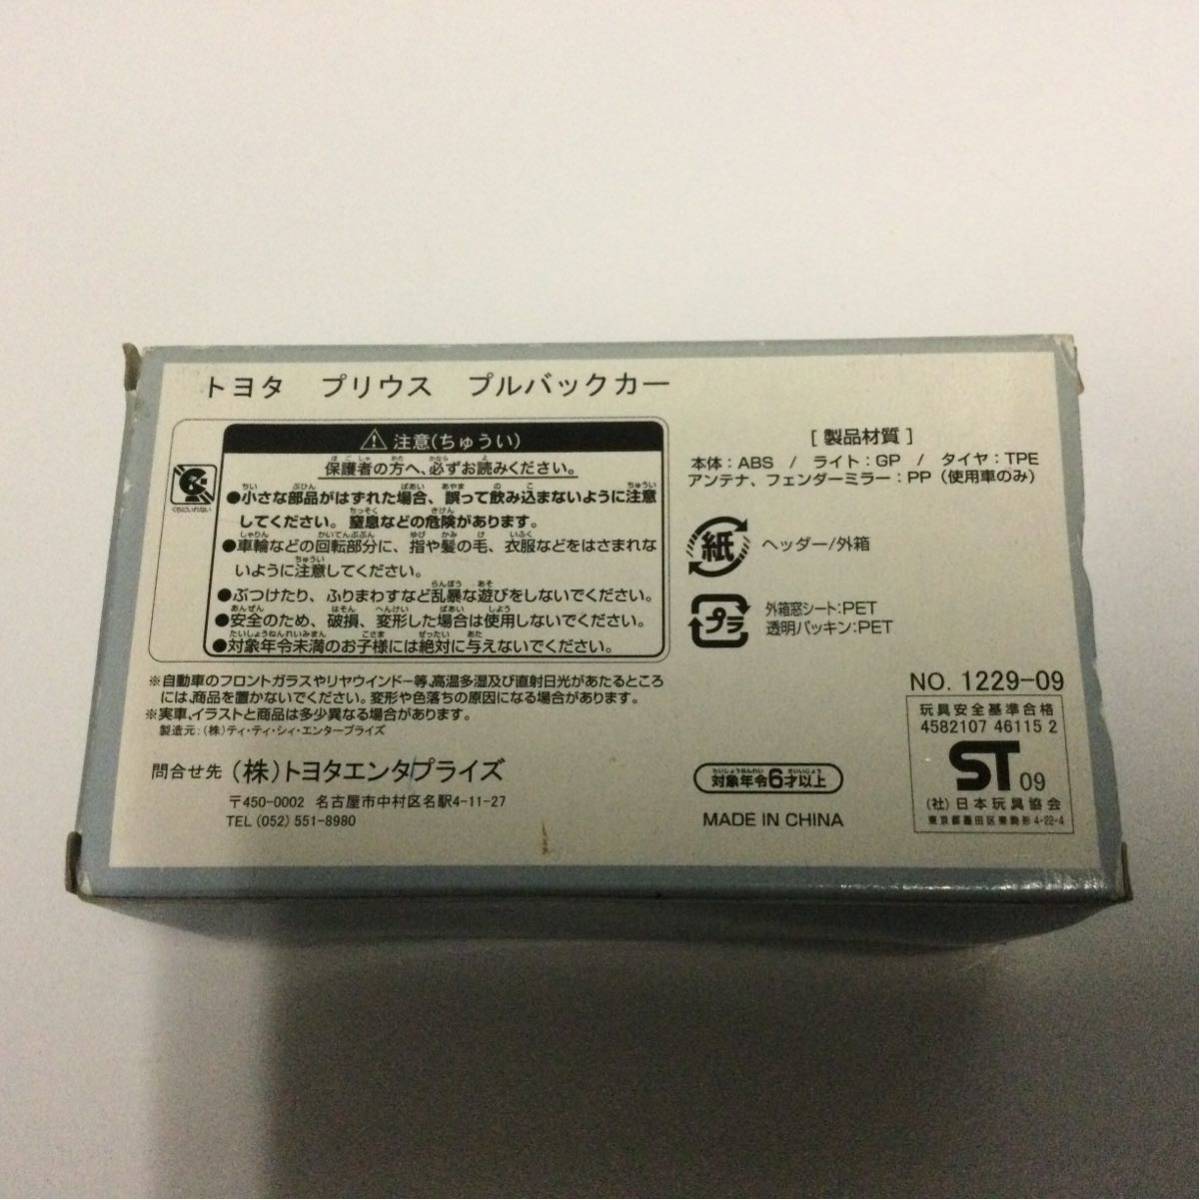 トヨタ　プリウス　プルバックカー
⚠ 注意(ちゅうい)
保護者の方へ、必ずお読みください。
●小さな部品がはずれた場合、誤って飲み込まないように注意
してください。窒息などの危険があります。
●車輪などの回転部分に、指や髪の毛、衣服などをはさまれな
いように注意してください。
●ぶつけたり、ふりまわすなど乱暴な遊びをしないでください。
●安全のため、破損、変形した場合は使用しないでください。
●対象年令未満のお子様には絶対に与えないでください。
くちにいれない
※自動車のフロントガラスやリヤウインドー等、高温多湿及び直射日光があたるところ
には、商品を置かないでください。変形や色落ちの原因になる場合があります。
※実車、イラストと商品は多少異なる場合があります。
製造元:(株)ティ・ティ・シィ・エンタープライズ
問合せ先 (株)トヨタエンタプライズ
〒450-0002 名古屋市中村区名駅4-11-27
TEL (052) 551-8980
[ 製品材質 ]
本体:ABS / ライト:GP / タイヤ:TPE
アンテナ、フェンダーミラー:PP (使用車のみ)
紙 ヘッダー/外箱
プラ 外箱窓シート:PET
透明パッキン:PET
対象年令6才以上
MADE IN CHINA
NO. 1229-09
玩具安全基準合格
4582107 46115 2
ST 09
(社)日本玩具協会
東京都墨田区東駒形4-22-4